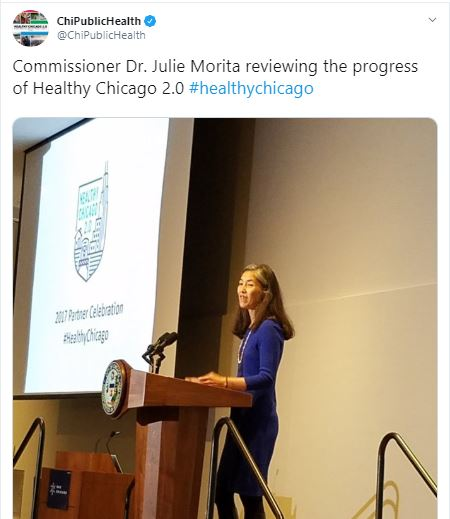 ChiPublicHealth
@ChiPublicHealth
Commissioner Dr. Julie Morita reviewing the progress
of Healthy Chicago 2.0 #healthychicago
HEALTHY
CHICAGO
2.0
2017 Partner Celebration
#HealthyChicago